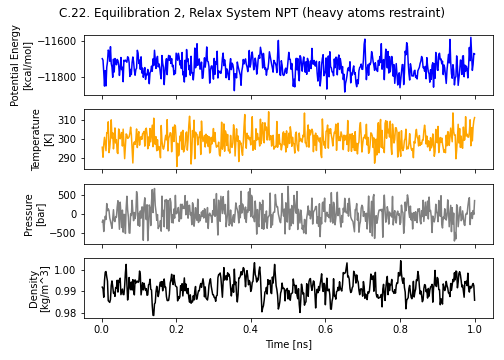 C.22. Equilibration 2, Relax System NPT (heavy atoms restraint)
Potential Energy
[kcal/mol]
−11600
−11800
Temperature
[K]
310
300
290
Pressure
[bar]
500
0
−500
Density
[kg/m^3]
1.00
0.99
0.98
0.0 0.2 0.4 0.6 0.8 1.0
Time [ns]